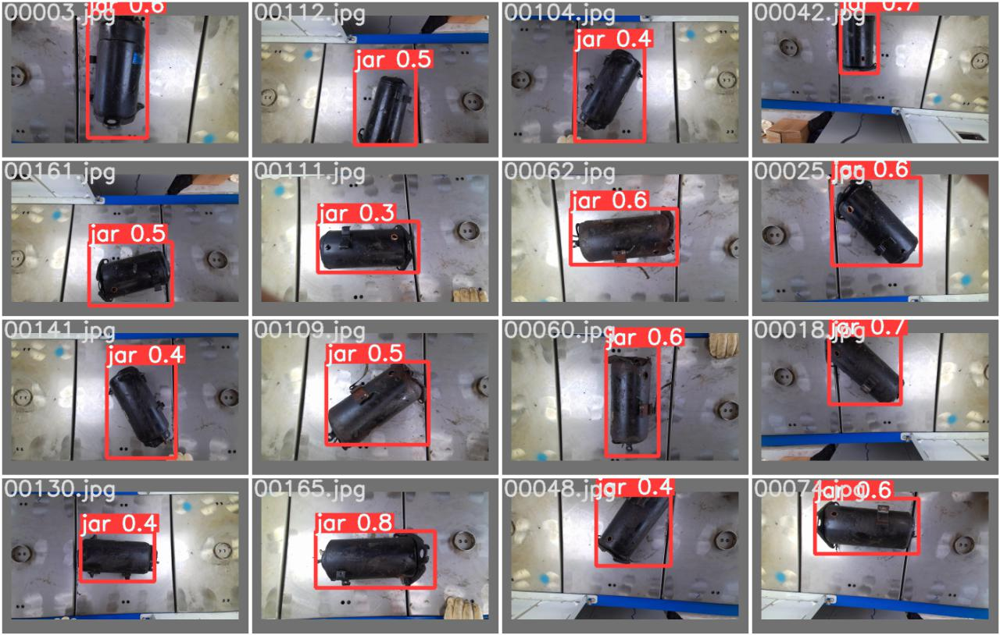 00003.jpg
jar 0.6
00112.jpg
jar 0.5
00104.jpg
jar 0.4
00042.jpg
jar 0.7
00161.jpg
jar 0.5
00111.jpg
jar 0.3
00062.jpg
jar 0.6
00025.jpg
jar 0.6
00141.jpg
jar 0.4
00109.jpg
jar 0.5
00060.jpg
jar 0.6
00018.jpg
jar 0.7
00130.jpg
jar 0.4
00165.jpg
jar 0.8
00048.jpg
jar 0.4
00074.jpg
jar 0.6